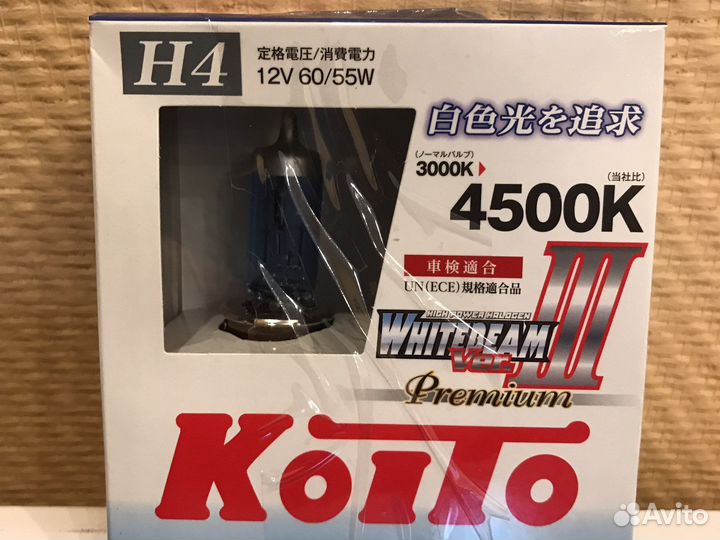 H4
定格電圧/消費電力
12V 60/55W
白色光を追求
(ノーマルバルブ)
3000K
(当社比)
4500K
車検適合
UN(ECE)規格適合品
HIGH POWER HALOGEN
WHITEBEAM
Ver.
III
Premium
KoiTo
Avito